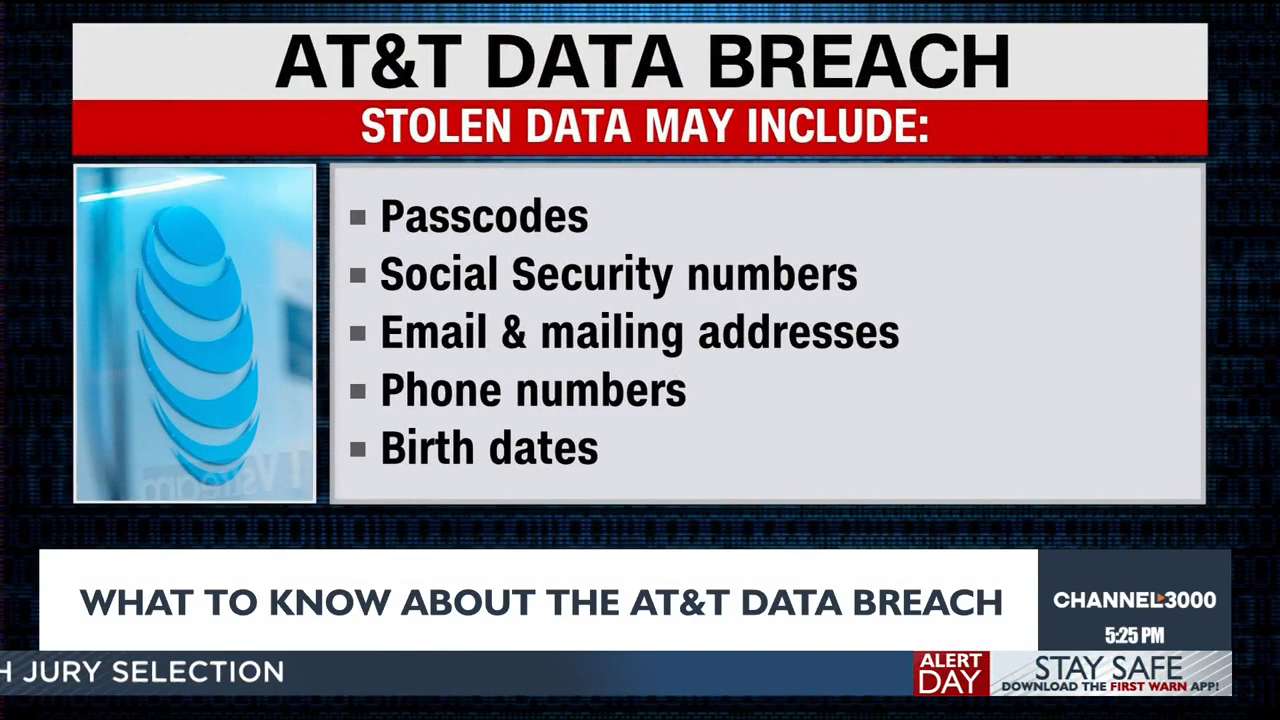 AT&T DATA BREACH
STOLEN DATA MAY INCLUDE:
Passcodes
Social Security numbers
Email & mailing addresses
Phone numbers
Birth dates
TVstream
WHAT TO KNOW ABOUT THE AT&T DATA BREACH
CHANNEL3000
5:25 PM
H JURY SELECTION
ALERT DAY
STAY SAFE
DOWNLOAD THE FIRST WARN APP!